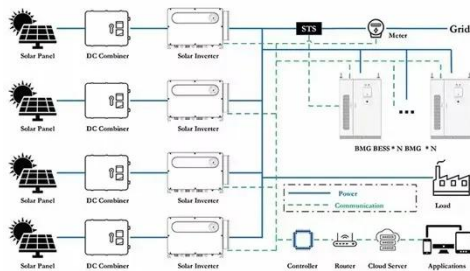 STS
Meter
Grid
Solar Panel
DC Combiner
Solar Inverter
Solar Panel
DC Combiner
Solar Inverter
BMG BESS * N BMG * N
Solar Panel
DC Combiner
Solar Inverter
Power
Communication
Load
Solar Panel
DC Combiner
Solar Inverter
Controller
Router
Cloud Server
Applications